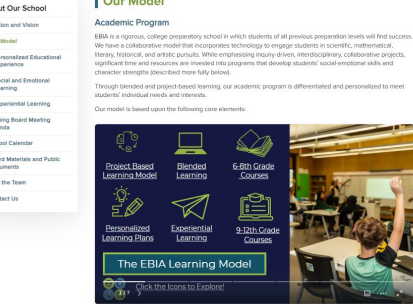 ut Our School
Our Model
sion and Vision
Model
rsonalized Educational
perience
cial and Emotional
arning
periential Learning
ning Board Meeting
nda
ool Calendar
rd Materials and Public
uments
t the Team
tact Us
Academic Program
EBIA is a rigorous, college preparatory school in which students of all previous preparation levels will find success.
We have a collaborative model that incorporates technology to engage students in scientific, mathematical,
literary, historical, and artistic pursuits. While emphasising inquiry-driven, interdisciplinary, collaborative projects,
significant time and resources are invested into programs that develop students' social-emotional skills and
character strengths (described more fully below).
Through blended and project-based learning, our academic program is differentiated and personalized to meet
students' individual needs and interests.
Our model is based upon the following core elements:
Project Based
Learning Model
Blended
Learning
6-8th Grade
Courses
Personalized
Learning Plans
Experiential
Learning
9-12th Grade
Courses
The EBIA Learning Model
Click the Icons to Explore!